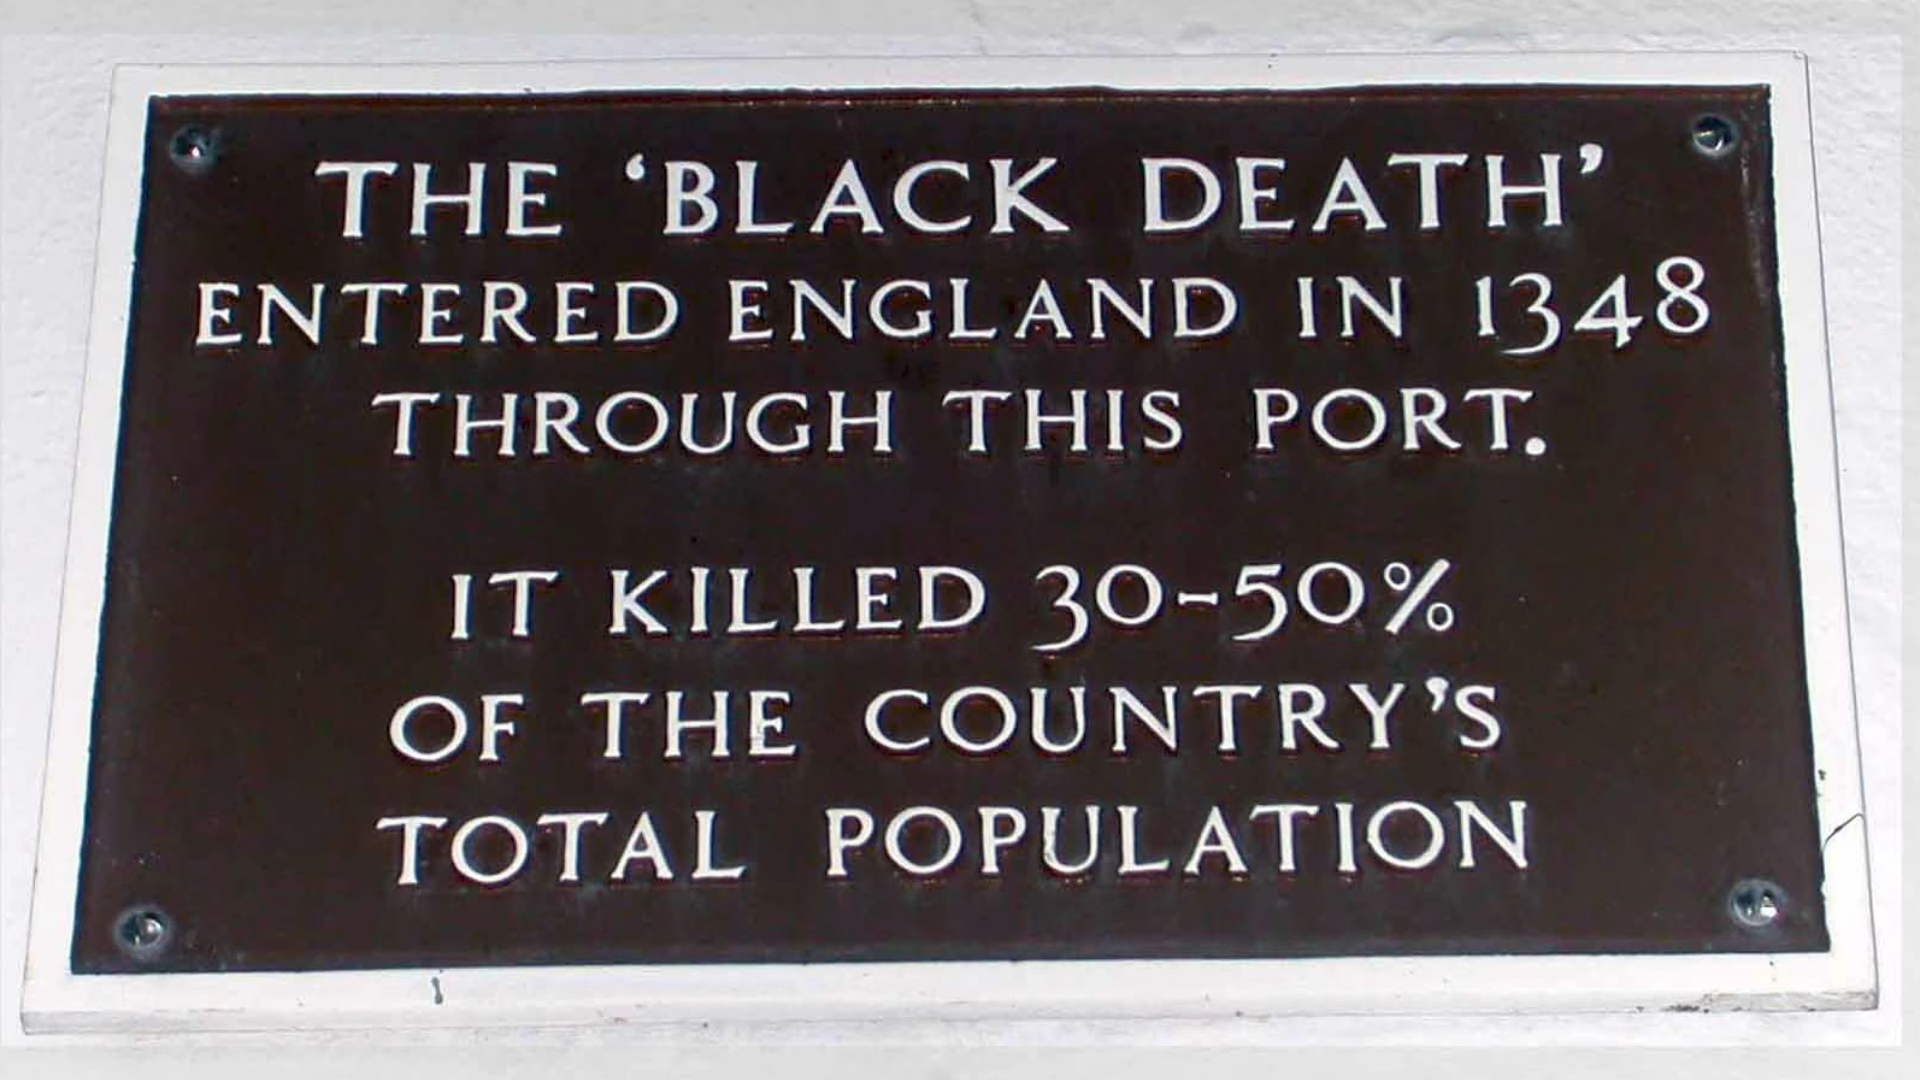 THE ‘BLACK DEATH’
ENTERED ENGLAND IN 1348
THROUGH THIS PORT.
IT KILLED 30-50%
OF THE COUNTRY’S
TOTAL POPULATION